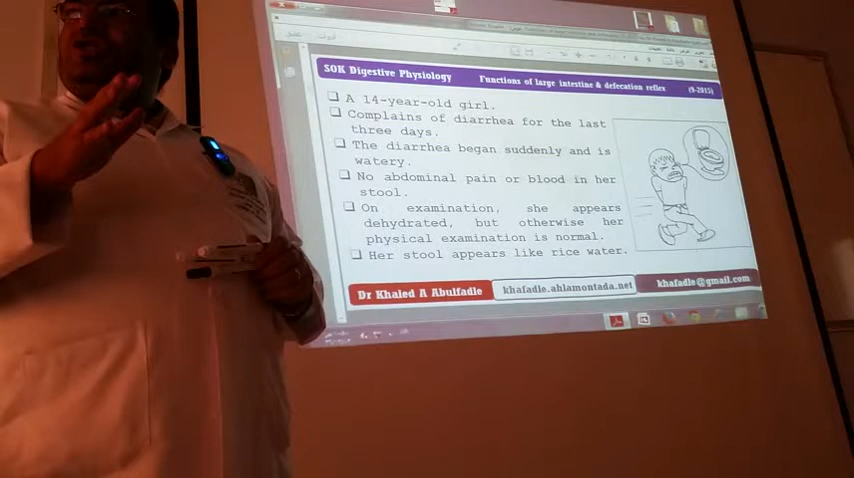 SOK Digestive Physiology
Functions of large intestine & defecation reflex
(9-2015)
A 14-year-old girl.
Complains of diarrhea for the last
three days.
The diarrhea began suddenly and is
watery.
No abdominal pain or blood in her
stool.
On examination, she appears
dehydrated, but otherwise her
physical examination is normal.
Her stool appears like rice water.
Dr Khaled A Abulfadle
khafadle.ahlamontada.net
khafadle@gmail.com